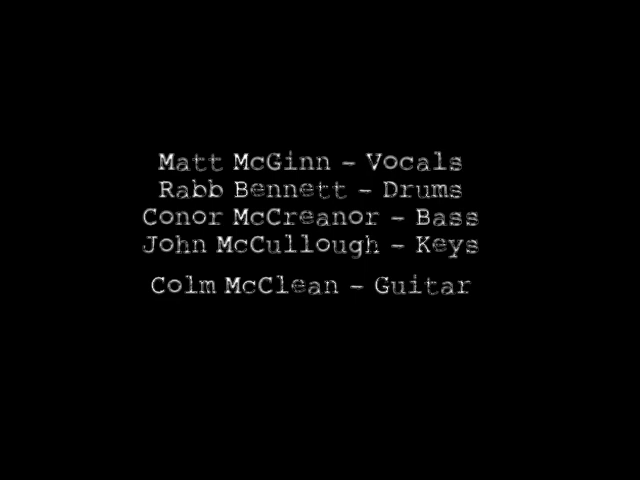 Matt McGinn – Vocals
Rabb Bennett – Drums
Conor McCreanor – Bass
John McCullough – Keys
Colm McClean – Guitar